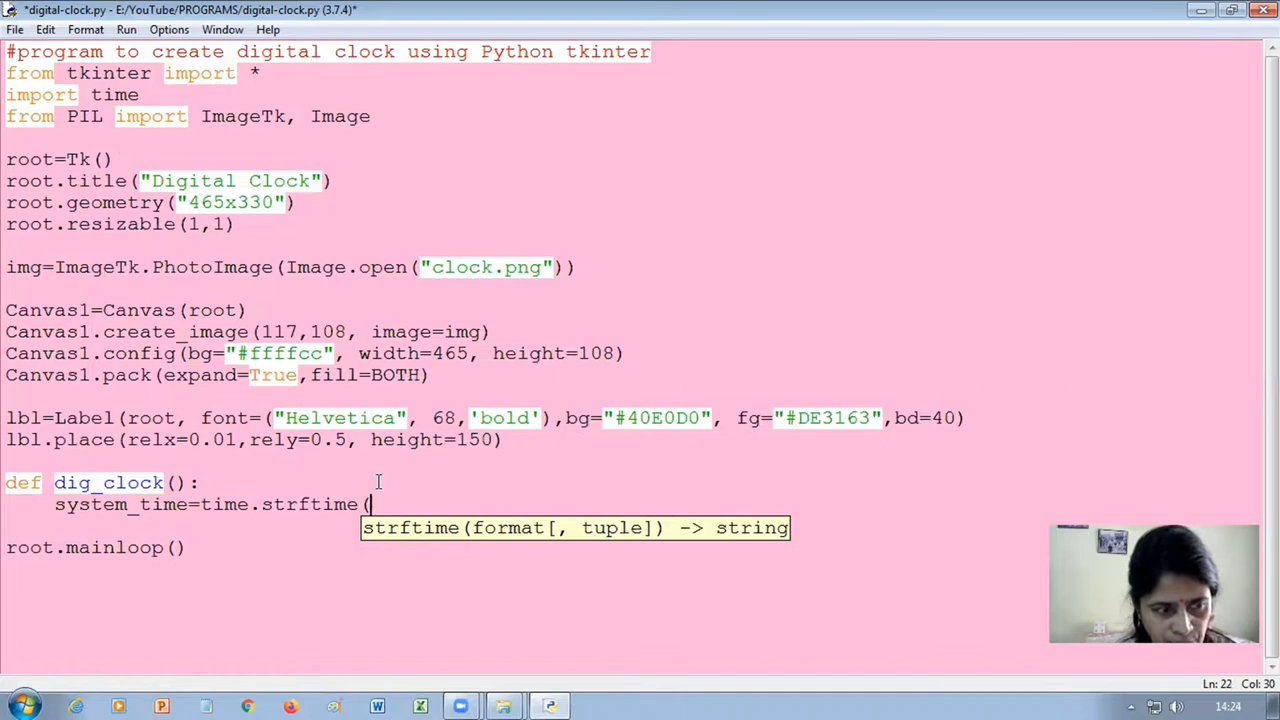 *digital-clock.py - E:/YouTube/PROGRAMS/digital-clock.py (3.7.4)*
File Edit Format Run Options Window Help
#program to create digital clock using Python tkinter
from tkinter import *
import time
from PIL import ImageTk, Image
root=Tk()
root.title("Digital Clock")
root.geometry("465x330")
root.resizable(1,1)
img=ImageTk.PhotoImage(Image.open("clock.png"))
Canvas1=Canvas(root)
Canvas1.create_image(117,108, image=img)
Canvas1.config(bg="#ffffcc", width=465, height=108)
Canvas1.pack(expand=True,fill=BOTH)
lbl=Label(root, font=("Helvetica", 68,'bold'),bg="#40E0D0", fg="#DE3163",bd=40)
lbl.place(relx=0.01,rely=0.5, height=150)
def dig_clock():
    system_time=time.strftime(
strftime(format[, tuple]) -> string
root.mainloop()
Ln: 22 Col: 30
14:24